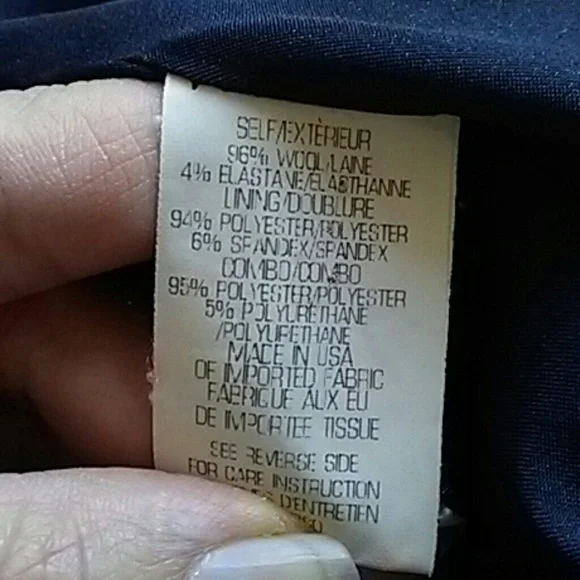 SELF/EXTÈRIEUR
96% WOOL/LAINE
4% ELASTANE/ELASTHANNE
LINING/DOUBLURE
94% POLYESTER/POLYESTER
6% SPANDEX/SPANDEX
COMBO/COMBO
95% POLYESTER/POLYESTER
5% POLYURETHANE
/POLYURETHANE
MADE IN USA
OF IMPORTED FABRIC
FABRIQUE AUX EU
DE IMPORTEE TISSUE
SEE REVERSE SIDE
FOR CARE INSTRUCTION
D'ENTRETIEN